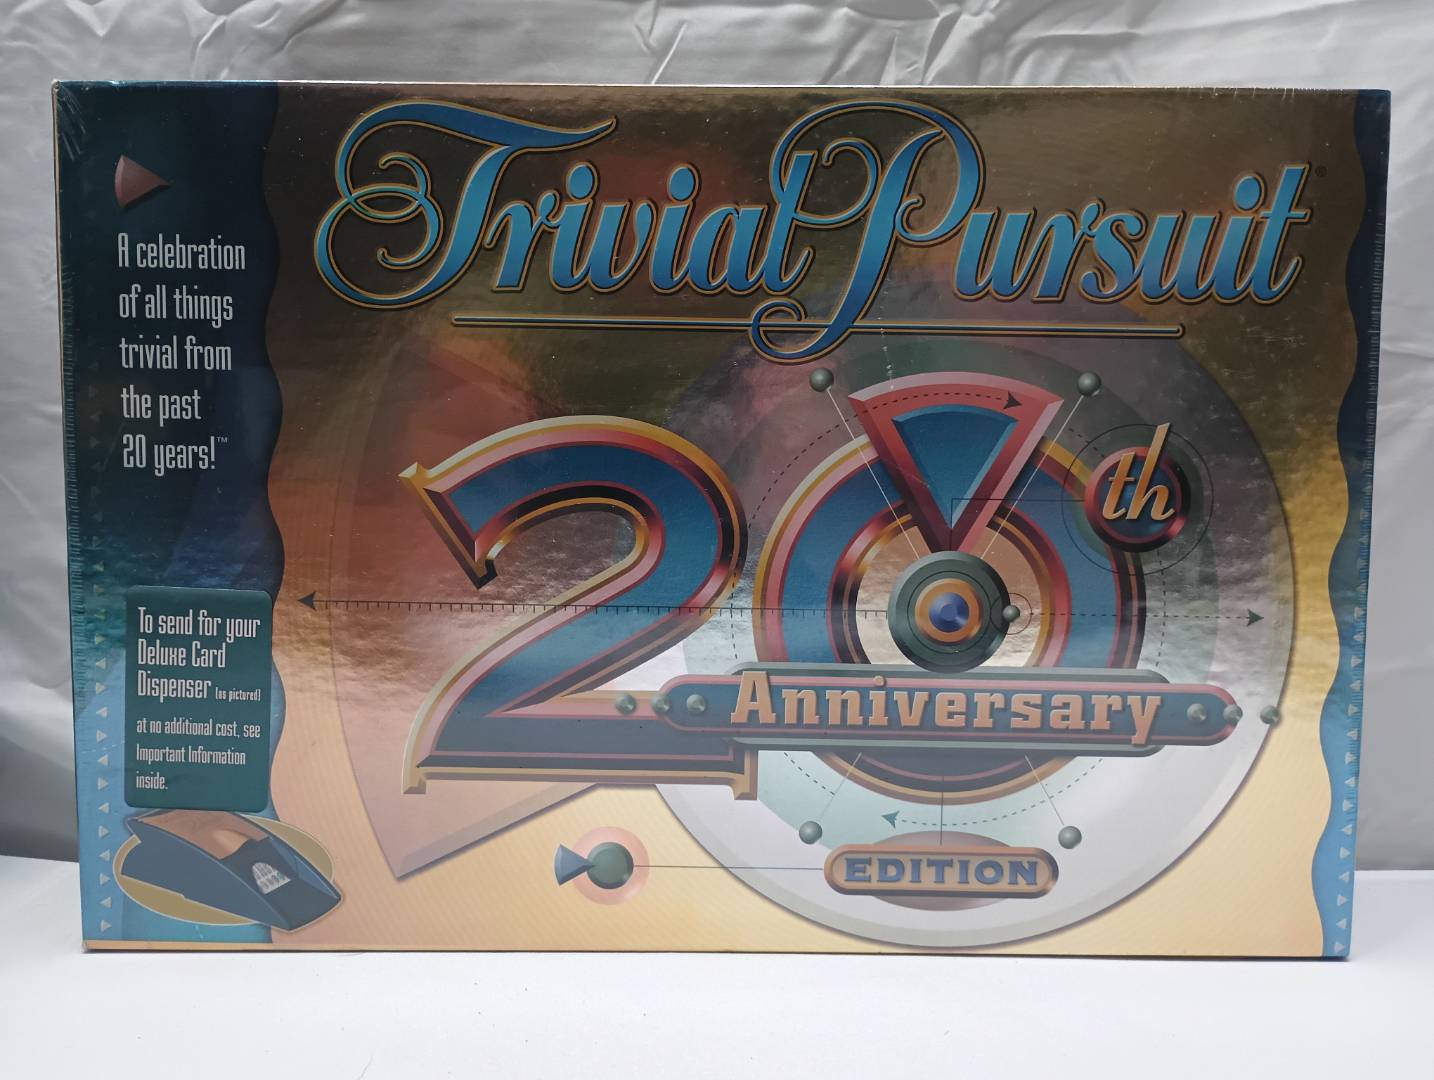 Trivial Pursuit®
A celebration
of all things
trivial from
the past
20 years!™
20th
Anniversary
EDITION
To send for your
Deluxe Card
Dispenser (as pictured)
at no additional cost, see
Important Information
inside.